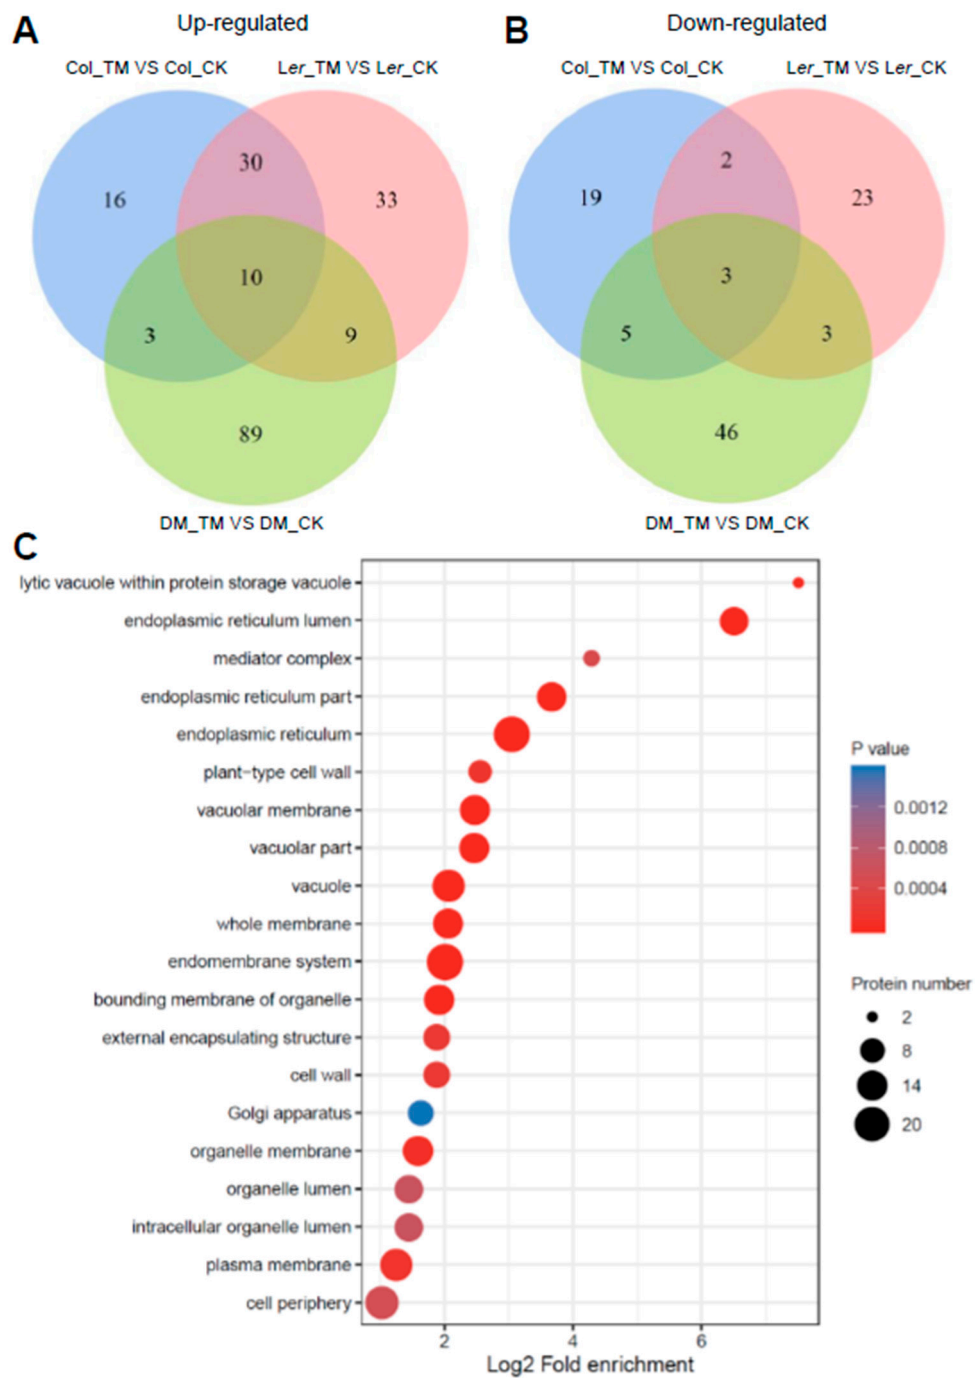 A Up-regulated
Col_TM VS Col_CK Ler_TM VS Ler_CK
30
16 33
10
3 9
89
DM_TM VS DM_CK
B Down-regulated
Col_TM VS Col_CK Ler_TM VS Ler_CK
2
19 23
3
5 3
46
DM_TM VS DM_CK
C
lytic vacuole within protein storage vacuole
endoplasmic reticulum lumen
mediator complex
endoplasmic reticulum part
endoplasmic reticulum
plant-type cell wall
vacuolar membrane
vacuolar part
vacuole
whole membrane
endomembrane system
bounding membrane of organelle
external encapsulating structure
cell wall
Golgi apparatus
organelle membrane
organelle lumen
intracellular organelle lumen
plasma membrane
cell periphery
2 4 6
Log2 Fold enrichment
P value
0.0012
0.0008
0.0004
Protein number
2
8
14
20